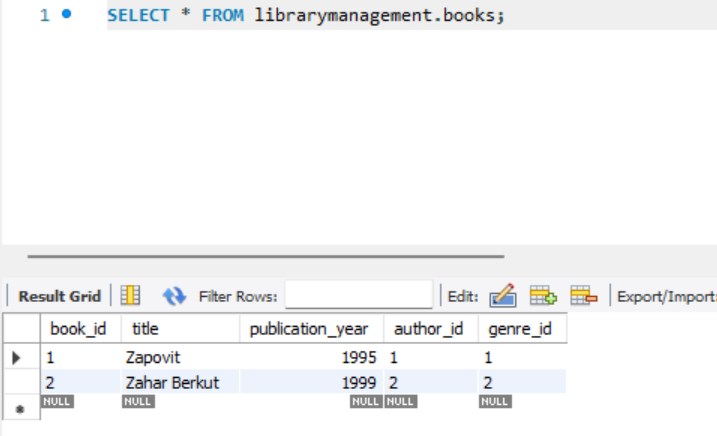 1 SELECT * FROM librarymanagement.books;
Result Grid Filter Rows: Edit: Export/Import:
book_id title publication_year author_id genre_id
1 Zapovit 1995 1 1
2 Zahar Berkut 1999 2 2
NULL NULL NULL NULL NULL